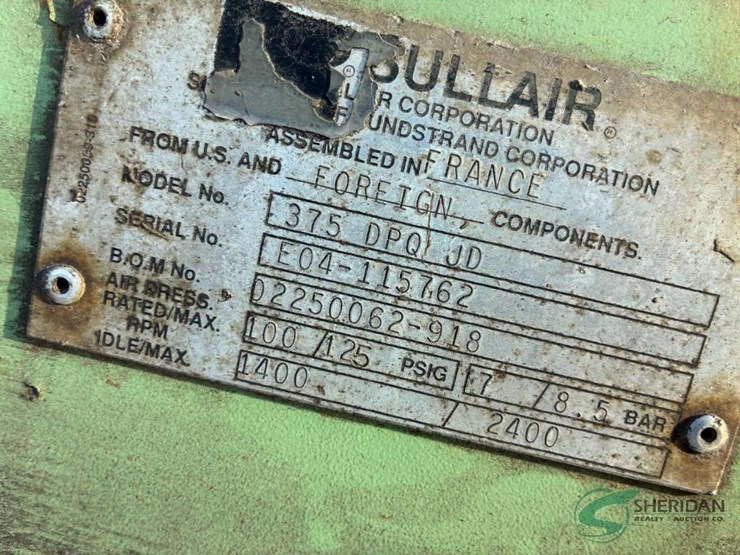 SULLAIR®
R CORPORATION
UNDSTRAND CORPORATION
ASSEMBLED IN FRANCE
FROM U.S. AND FOREIGN, COMPONENTS.
MODEL No. 375 DPQ JD
SERIAL No. E04-115762
B.O.M No. 02250062-918
AIR PRESS. RATED/MAX. 100 /125 PSIG 7 /8.5 BAR
RPM IDLE/MAX. 1400 / 2400
SHERIDAN
REALTY AUCTION CO.